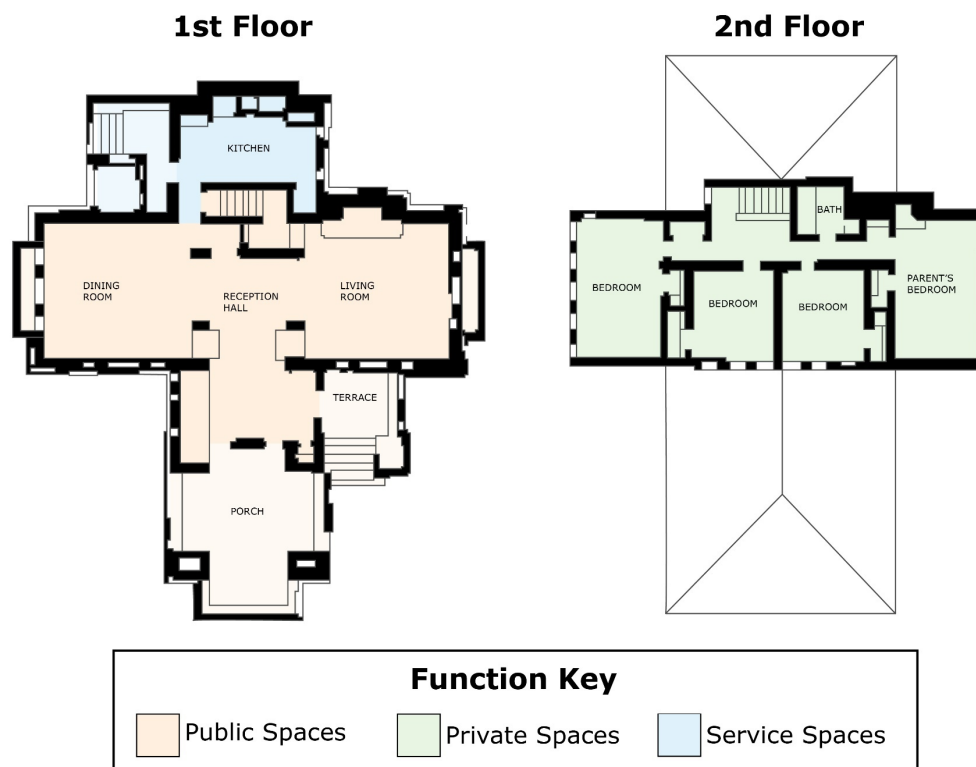 1st Floor
2nd Floor
KITCHEN
DINING
ROOM
RECEPTION
HALL
LIVING
ROOM
TERRACE
PORCH
BATH
BEDROOM
BEDROOM
BEDROOM
PARENT'S
BEDROOM
Function Key
Public Spaces
Private Spaces
Service Spaces